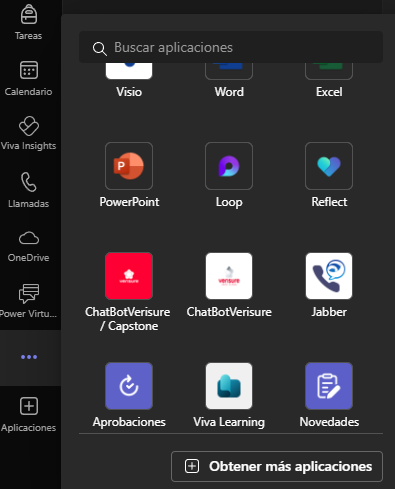 Tareas
Calendario
Viva Insights
Llamadas
OneDrive
Power Virtu...
Aplicaciones
Buscar aplicaciones
Visio
Word
Excel
P
PowerPoint
Loop
Reflect
verisure
verisure
ChatBotVerisure
/ Capstone
ChatBotVerisure
Jabber
Aprobaciones
Viva Learning
Novedades
Obtener más aplicaciones